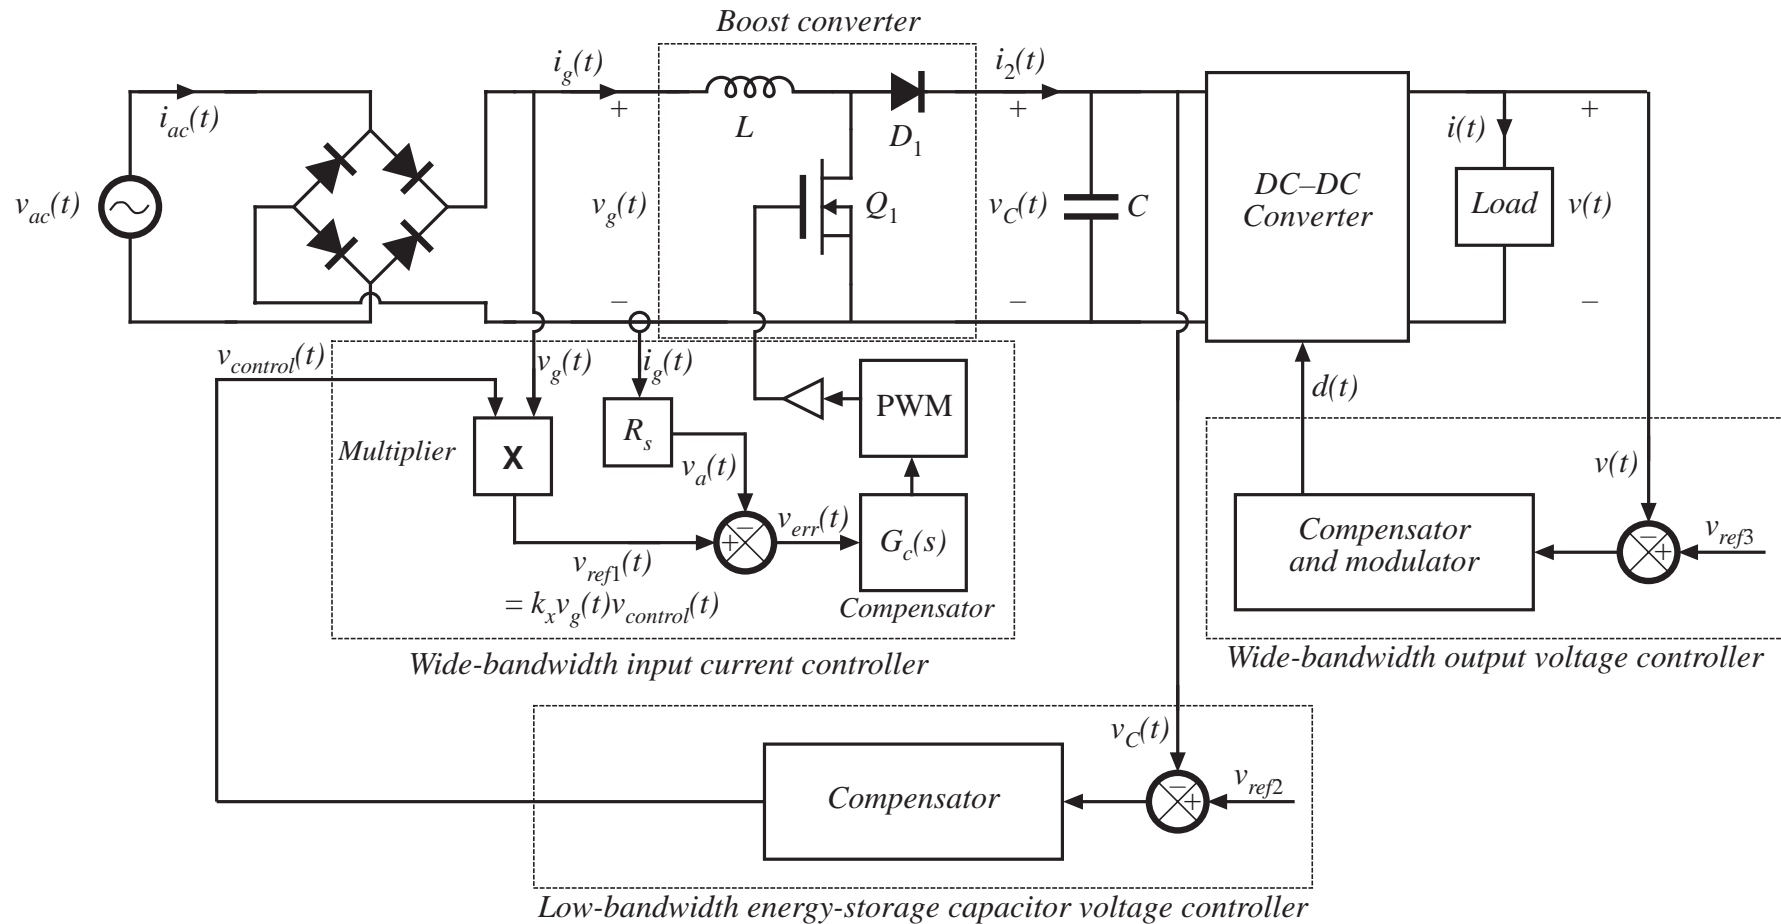 Boost converter
i_g(t)
i_2(t)
i_ac(t)
L
D_1
i(t)
+
+
+
v_ac(t)
v_g(t)
Q_1
v_C(t)
C
DC–DC
Converter
Load
v(t)
–
–
–
v_control(t)
v_g(t)
i_g(t)
d(t)
PWM
Multiplier
X
R_s
v_a(t)
v(t)
–
+
v_err(t)
G_c(s)
v_ref1(t)
= k_x v_g(t)v_control(t)
Compensator
Compensator
and modulator
–
+
v_ref3
Wide-bandwidth input current controller
Wide-bandwidth output voltage controller
v_C(t)
Compensator
–
+
v_ref2
Low-bandwidth energy-storage capacitor voltage controller